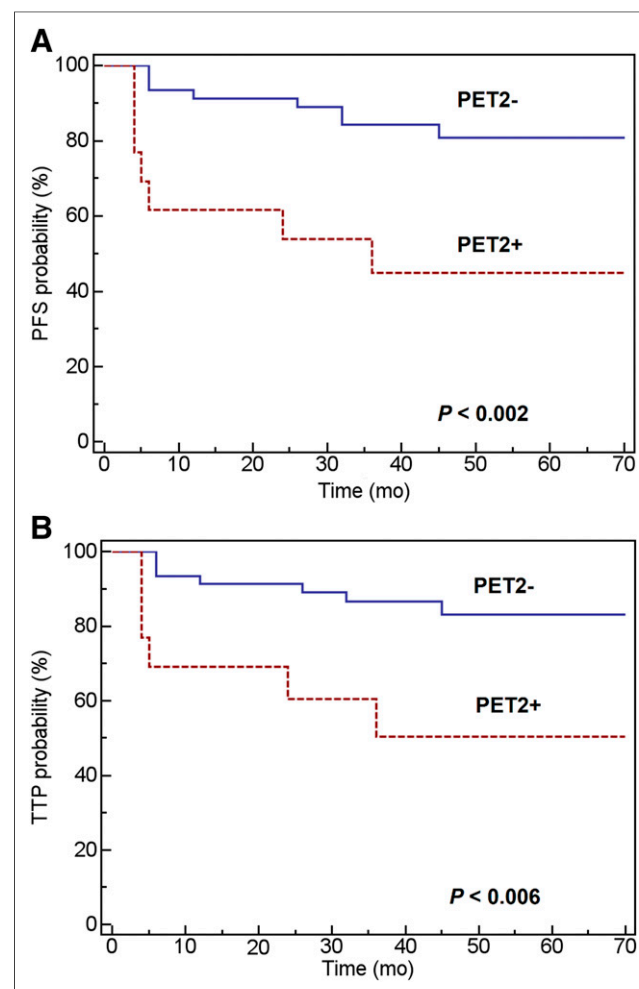 A
100
80
60
40
20
0
PFS probability (%)
PET2-
PET2+
P < 0.002
0 10 20 30 40 50 60 70
Time (mo)
B
100
80
60
40
20
0
TTP probability (%)
PET2-
PET2+
P < 0.006
0 10 20 30 40 50 60 70
Time (mo)